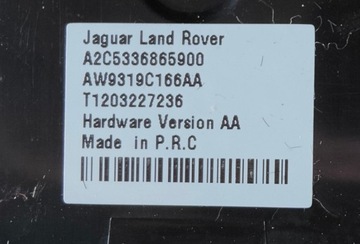 Jaguar Land Rover
A2C5336865900
AW9319C166AA
T1203227236
Hardware Version AA
Made in P.R.C